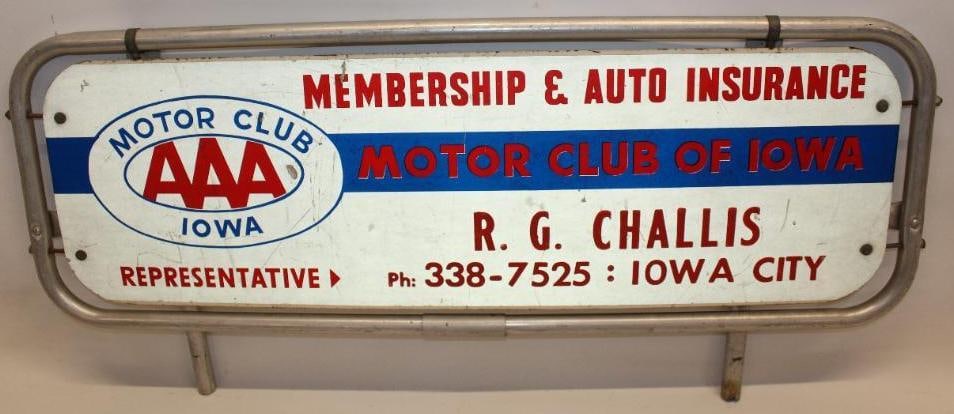 MEMBERSHIP & AUTO INSURANCE
MOTOR CLUB
AAA
IOWA
MOTOR CLUB OF IOWA
R. G. CHALLIS
REPRESENTATIVE
Ph: 338-7525 : IOWA CITY